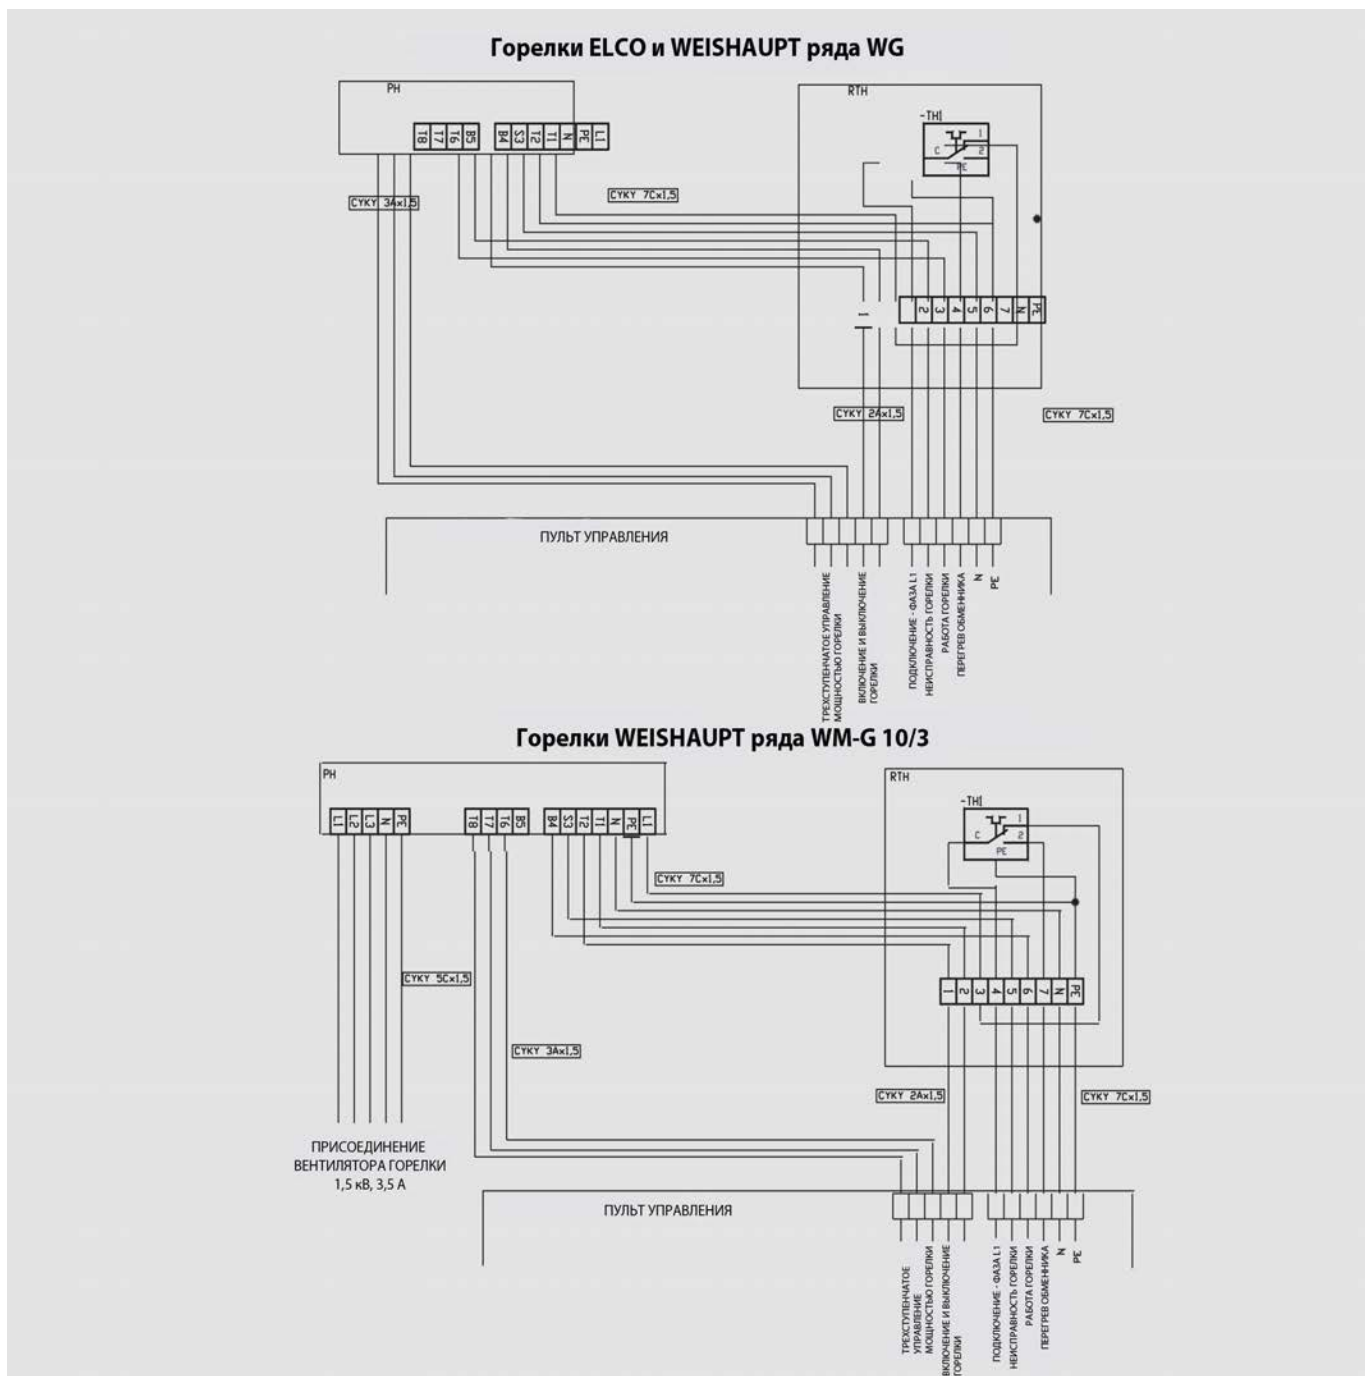 Горелки ELCO и WEISHAUPT ряда WG
PH
RTH
-TH1
1
C
2
PE
T8 T7 T6 B5 B4 S3 T2 T1 N PE L1
CYKY 3Ax1,5
CYKY 7Cx1,5
1
2 3 4 5 6 7 N PE
CYKY 2Ax1,5
CYKY 7Cx1,5
ПУЛЬТ УПРАВЛЕНИЯ
ТРЕХСТУПЕНЧАТОЕ УПРАВЛЕНИЕ
МОЩНОСТЬЮ ГОРЕЛКИ
ВКЛЮЧЕНИЕ И ВЫКЛЮЧЕНИЕ
ГОРЕЛКИ
ПОДКЛЮЧЕНИЕ - ФАЗА L1
НЕИСПРАВНОСТЬ ГОРЕЛКИ
РАБОТА ГОРЕЛКИ
ПЕРЕГРЕВ ОБМЕННИКА
N
PE
Горелки WEISHAUPT ряда WM-G 10/3
PH
RTH
-TH1
1
C
2
PE
L1 L2 L3 N PE T8 T7 T6 B5 B4 S3 T2 T1 N PE L1
CYKY 7Cx1,5
CYKY 5Cx1,5
1 2 3 4 5 6 7 N PE
CYKY 3Ax1,5
CYKY 2Ax1,5
CYKY 7Cx1,5
ПРИСОЕДИНЕНИЕ
ВЕНТИЛЯТОРА ГОРЕЛКИ
1,5 кВ, 3,5 А
ПУЛЬТ УПРАВЛЕНИЯ
ТРЕХСТУПЕНЧАТОЕ
УПРАВЛЕНИЕ
МОЩНОСТЬЮ ГОРЕЛКИ
ВКЛЮЧЕНИЕ И ВЫКЛЮЧЕНИЕ
ГОРЕЛКИ
ПОДКЛЮЧЕНИЕ - ФАЗА L1
НЕИСПРАВНОСТЬ ГОРЕЛКИ
РАБОТА ГОРЕЛКИ
ПЕРЕГРЕВ ОБМЕННИКА
N
PE